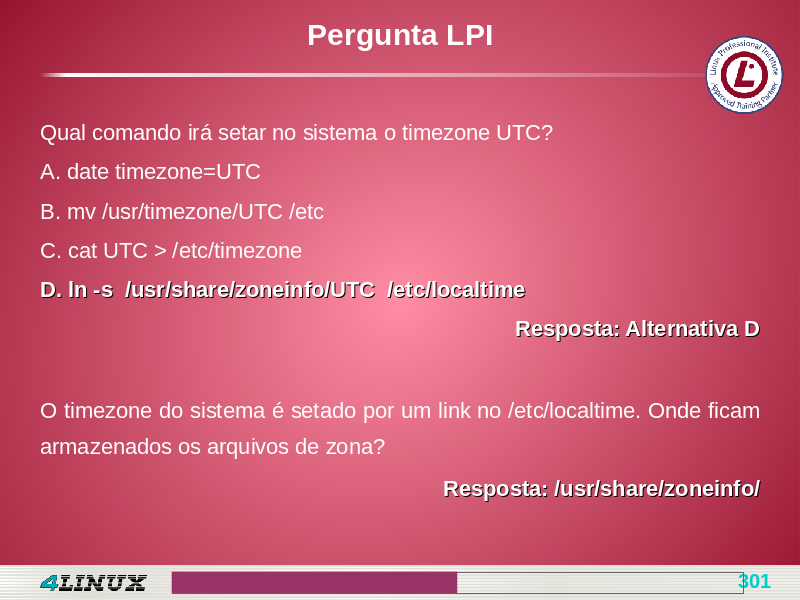 Pergunta LPI
Linux Professional Institute
Approved Training Partner
Qual comando irá setar no sistema o timezone UTC?
A. date timezone=UTC
B. mv /usr/timezone/UTC /etc
C. cat UTC > /etc/timezone
D. ln -s  /usr/share/zoneinfo/UTC  /etc/localtime
Resposta: Alternativa D
O timezone do sistema é setado por um link no /etc/localtime. Onde ficam
armazenados os arquivos de zona?
Resposta: /usr/share/zoneinfo/
4LINUX
301